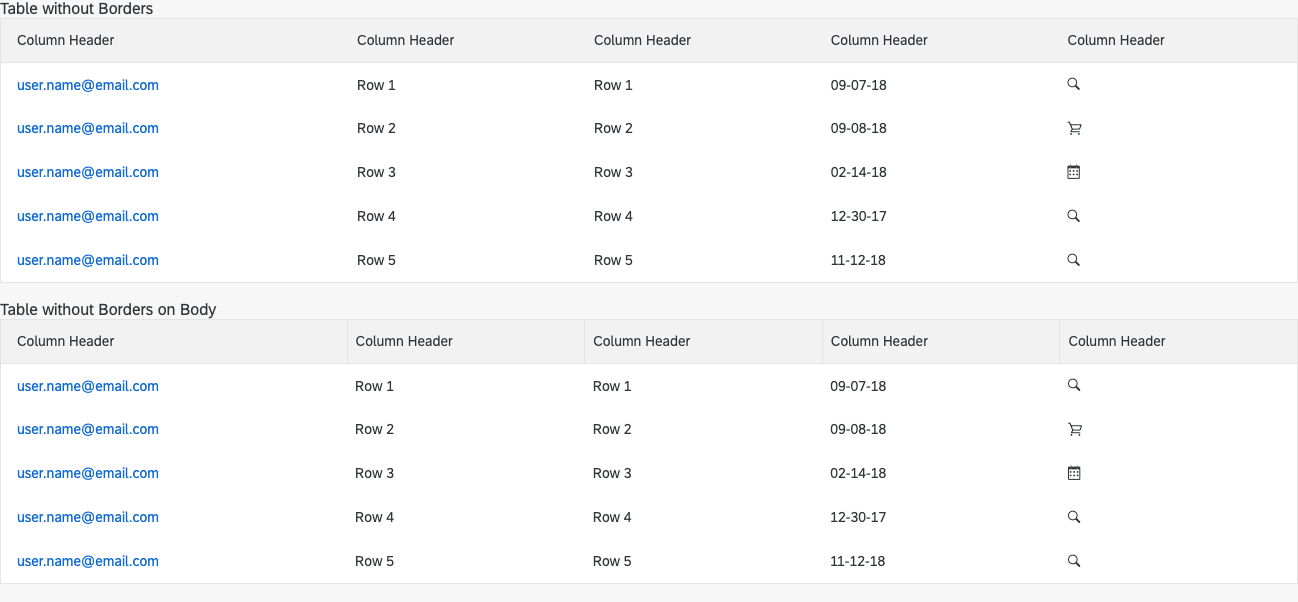 Table without Borders
Column Header Column Header Column Header Column Header Column Header
user.name@email.com Row 1 Row 1 09-07-18
user.name@email.com Row 2 Row 2 09-08-18
user.name@email.com Row 3 Row 3 02-14-18
user.name@email.com Row 4 Row 4 12-30-17
user.name@email.com Row 5 Row 5 11-12-18
Table without Borders on Body
Column Header Column Header Column Header Column Header Column Header
user.name@email.com Row 1 Row 1 09-07-18
user.name@email.com Row 2 Row 2 09-08-18
user.name@email.com Row 3 Row 3 02-14-18
user.name@email.com Row 4 Row 4 12-30-17
user.name@email.com Row 5 Row 5 11-12-18